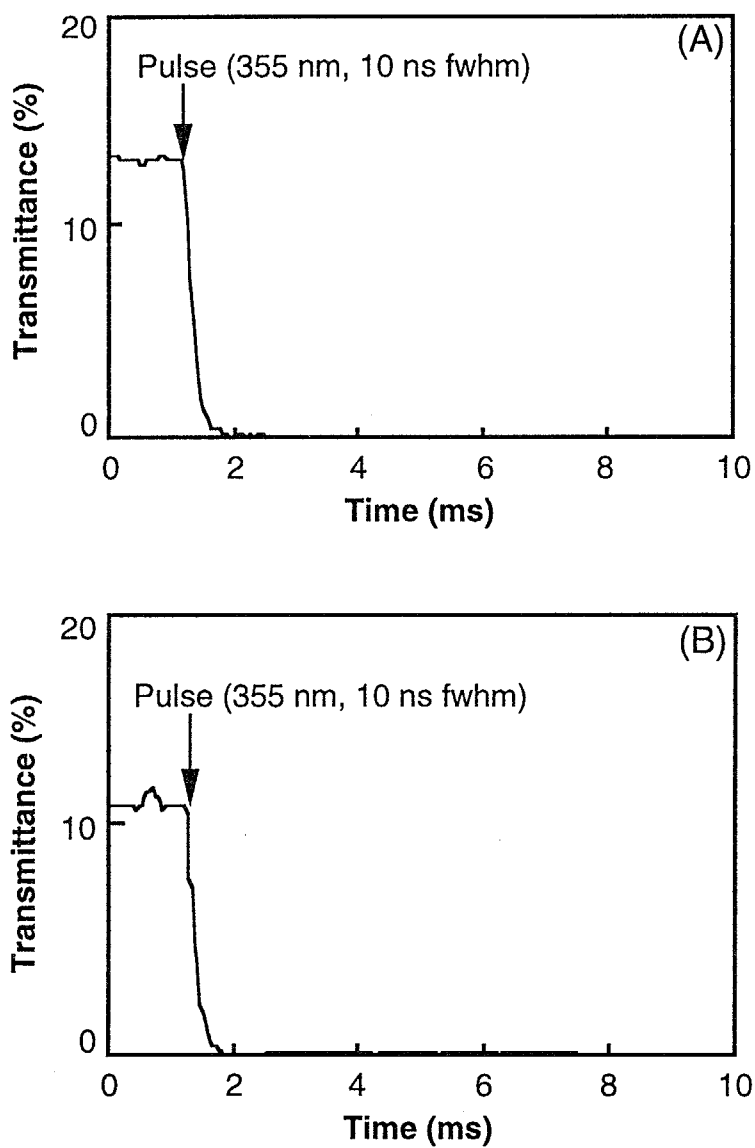 (A)
Pulse (355 nm, 10 ns fwhm)
Transmittance (%)
20
10
0
0 2 4 6 8 10
Time (ms)
(B)
Pulse (355 nm, 10 ns fwhm)
Transmittance (%)
20
10
0
0 2 4 6 8 10
Time (ms)